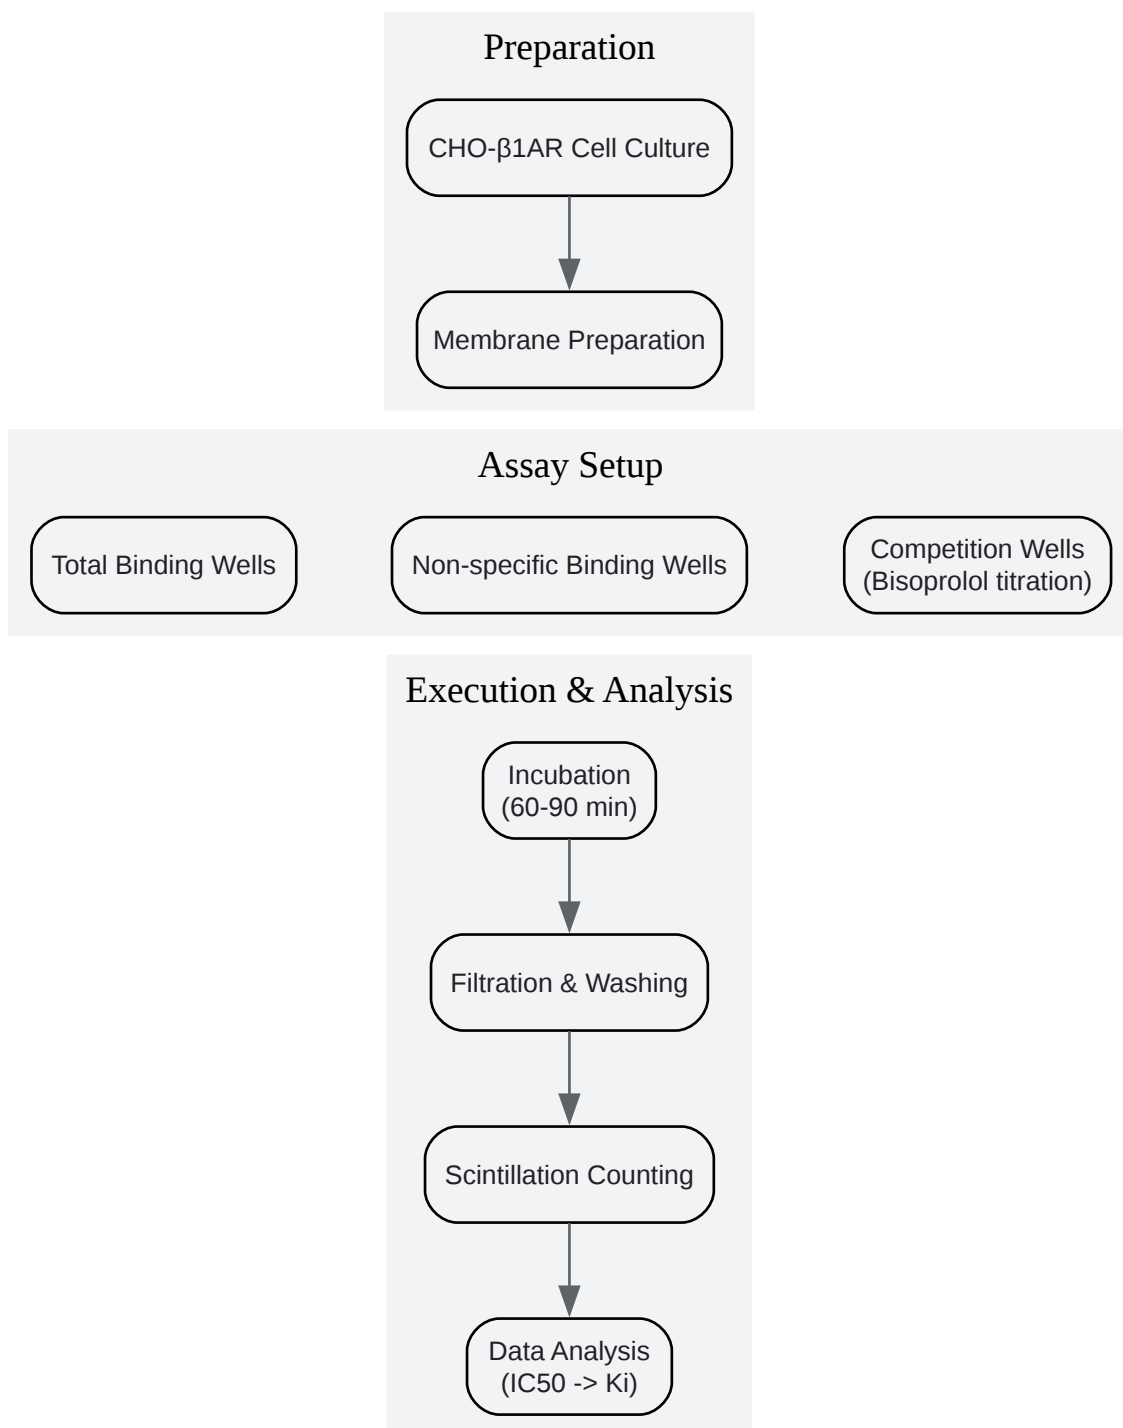 Preparation
CHO-β1AR Cell Culture
Membrane Preparation
Assay Setup
Total Binding Wells
Non-specific Binding Wells
Competition Wells
(Bisoprolol titration)
Execution & Analysis
Incubation
(60-90 min)
Filtration & Washing
Scintillation Counting
Data Analysis
(IC50 -> Ki)